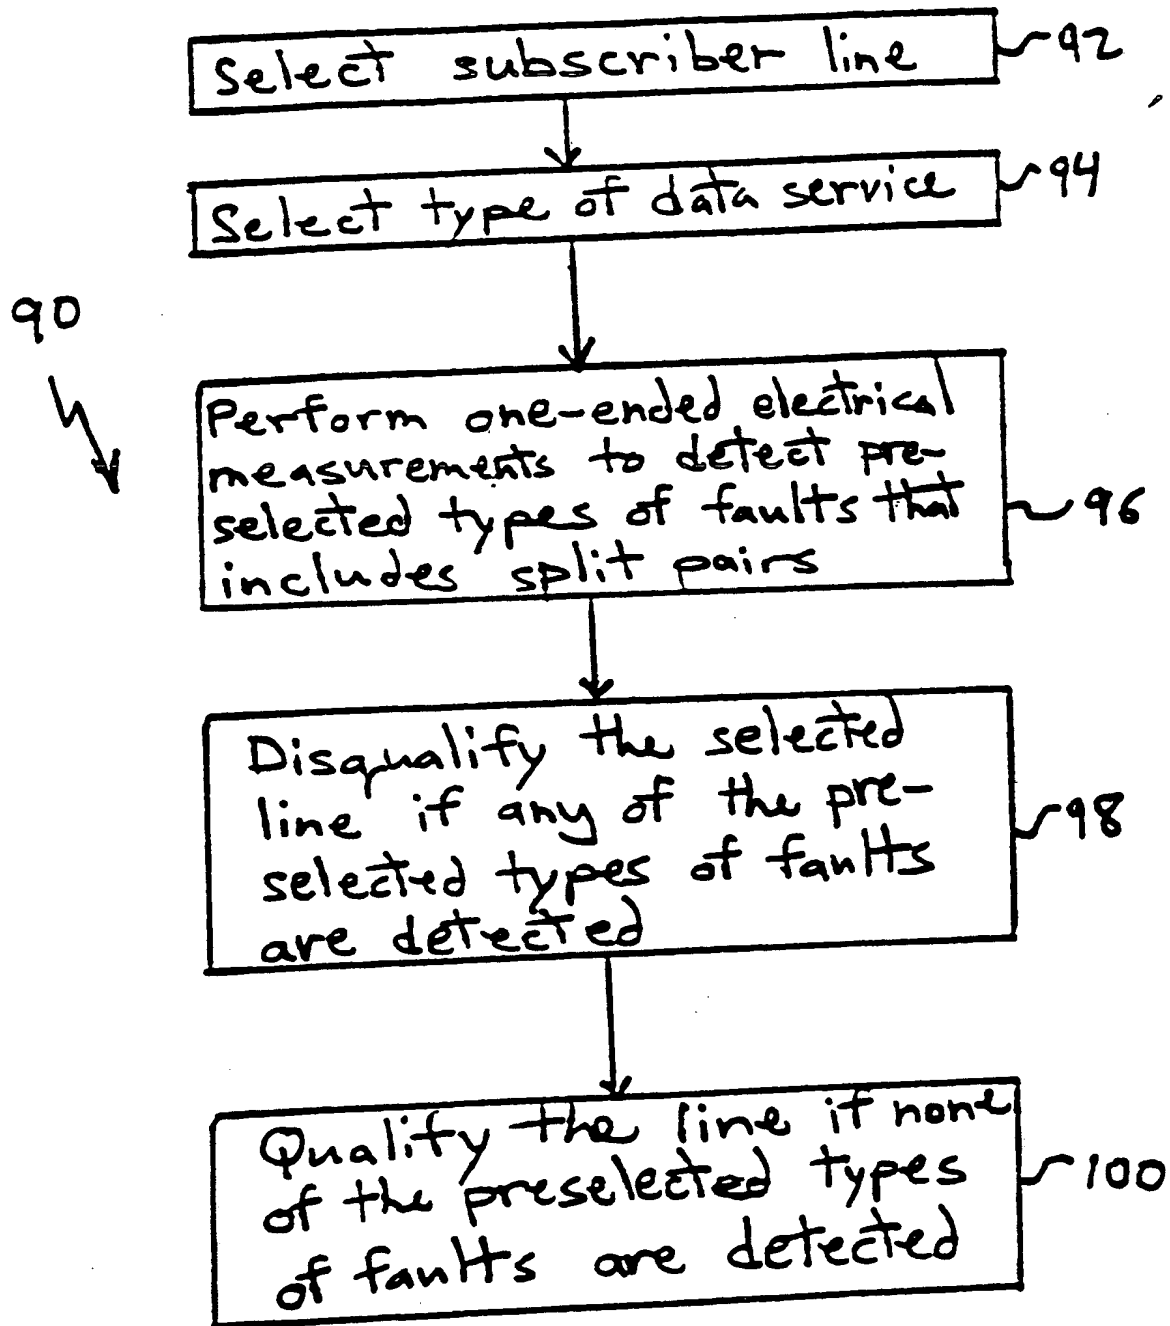 Select subscriber line
92
Select type of data service
94
90
Perform one-ended electrical
measurements to detect pre-
selected types of faults that
includes split pairs
96
Disqualify the selected
line if any of the pre-
selected types of faults
are detected
98
Qualify the line if none
of the preselected types
of faults are detected
100